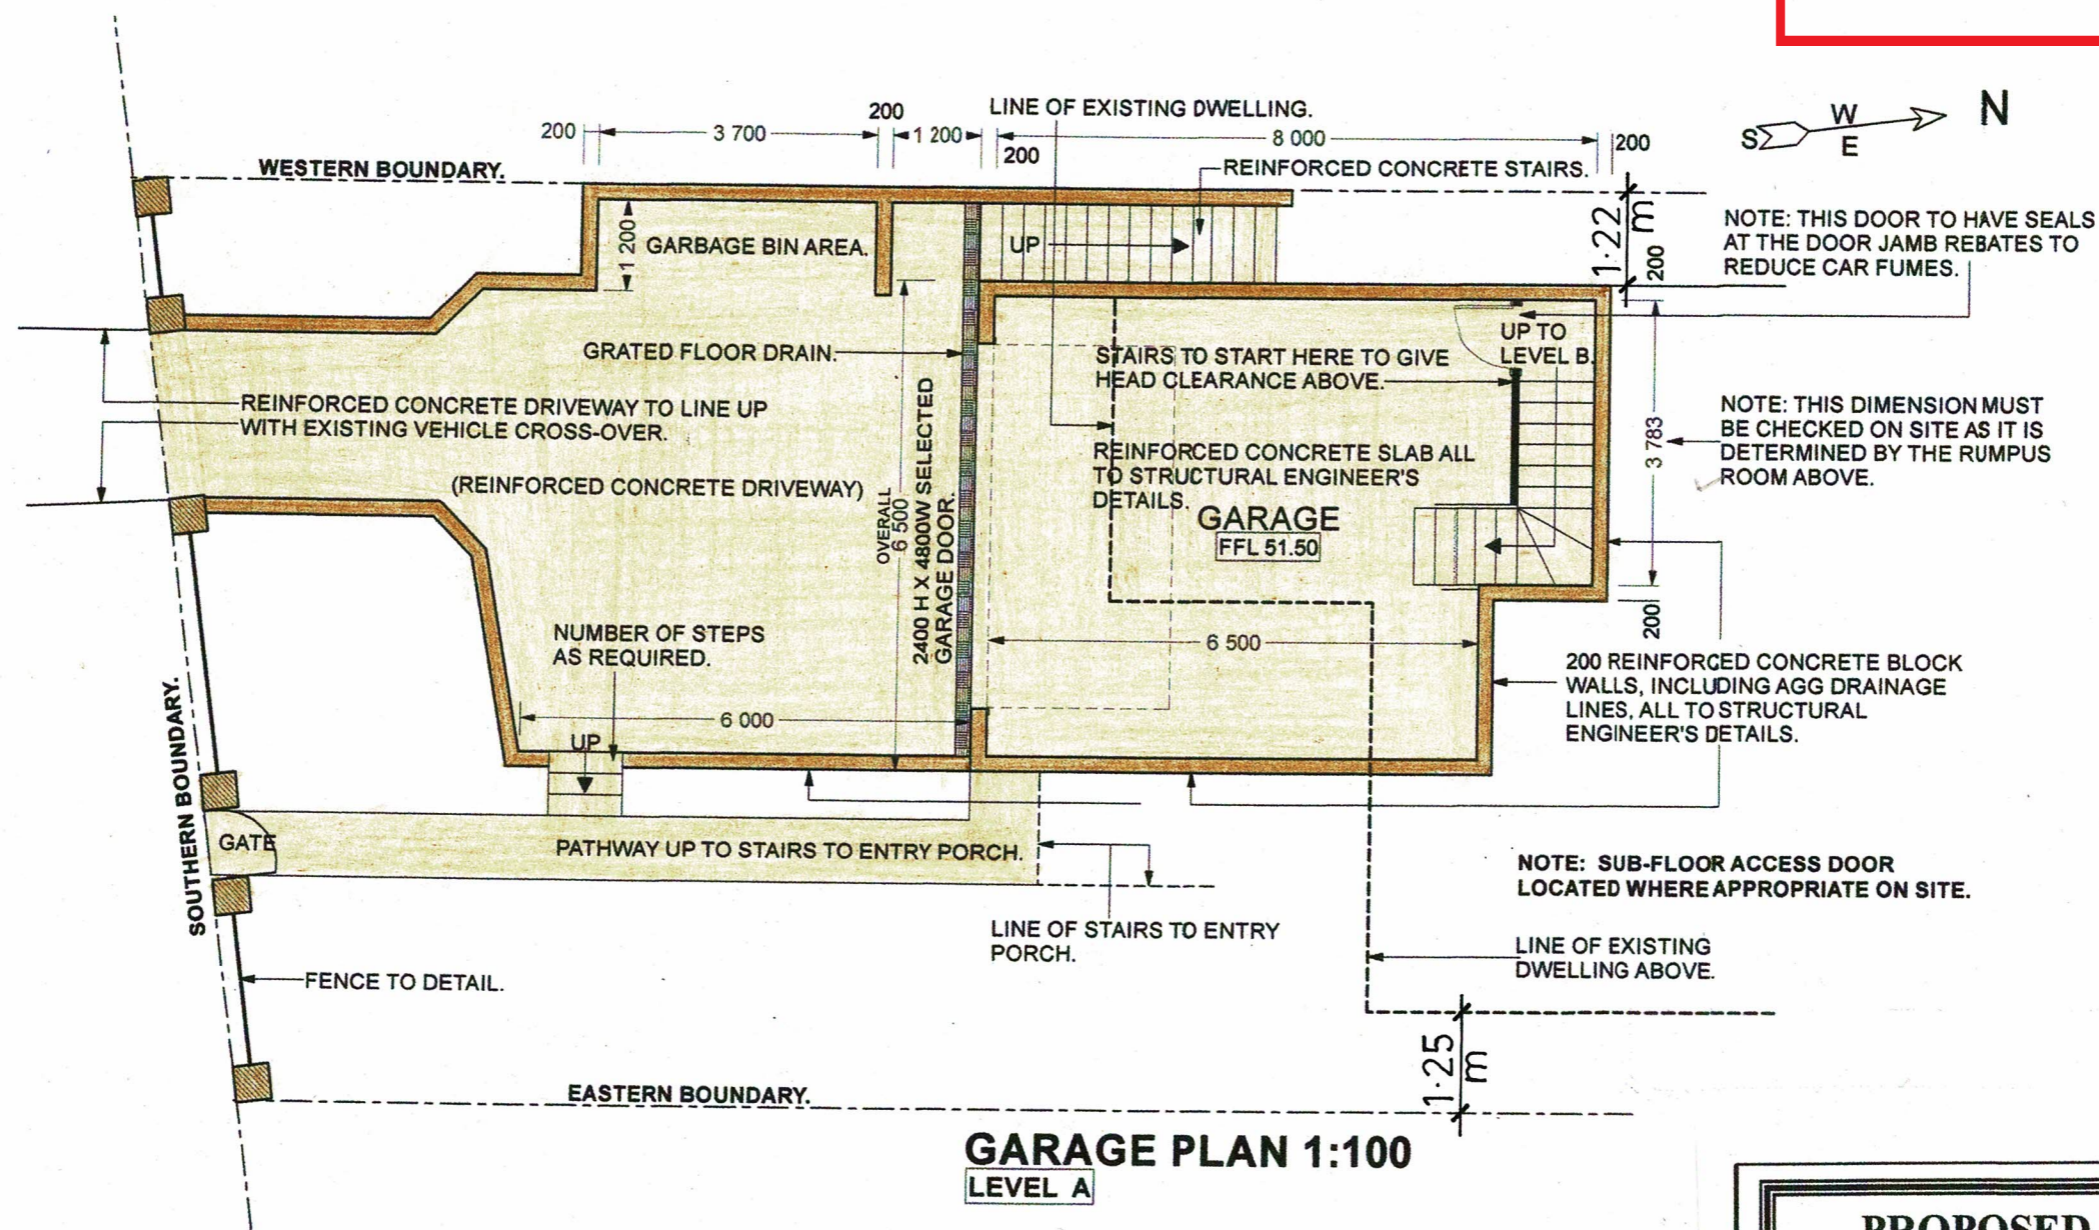 200
LINE OF EXISTING DWELLING.
200
3 700
1 200
8 000
200
200
S
W
E
N
WESTERN BOUNDARY.
REINFORCED CONCRETE STAIRS.
1·22 m
200
NOTE: THIS DOOR TO HAVE SEALS
AT THE DOOR JAMB REBATES TO
REDUCE CAR FUMES.
1 200
GARBAGE BIN AREA.
UP
UP TO
LEVEL B.
GRATED FLOOR DRAIN.
STAIRS TO START HERE TO GIVE
HEAD CLEARANCE ABOVE.
REINFORCED CONCRETE DRIVEWAY TO LINE UP
WITH EXISTING VEHICLE CROSS-OVER.
3 783
NOTE: THIS DIMENSION MUST
BE CHECKED ON SITE AS IT IS
DETERMINED BY THE RUMPUS
ROOM ABOVE.
REINFORCED CONCRETE SLAB ALL
TO STRUCTURAL ENGINEER'S
DETAILS.
(REINFORCED CONCRETE DRIVEWAY)
OVERALL
6 500
2400 H X 4800W SELECTED
GARAGE DOOR.
GARAGE
FFL 51.50
NUMBER OF STEPS
AS REQUIRED.
6 500
200
200 REINFORCED CONCRETE BLOCK
WALLS, INCLUDING AGG DRAINAGE
LINES, ALL TO STRUCTURAL
ENGINEER'S DETAILS.
6 000
UP
SOUTHERN BOUNDARY.
GATE
PATHWAY UP TO STAIRS TO ENTRY PORCH.
NOTE: SUB-FLOOR ACCESS DOOR
LOCATED WHERE APPROPRIATE ON SITE.
LINE OF STAIRS TO ENTRY
PORCH.
LINE OF EXISTING
DWELLING ABOVE.
FENCE TO DETAIL.
1·25 m
EASTERN BOUNDARY.
GARAGE PLAN 1:100
LEVEL A
PROPOSED